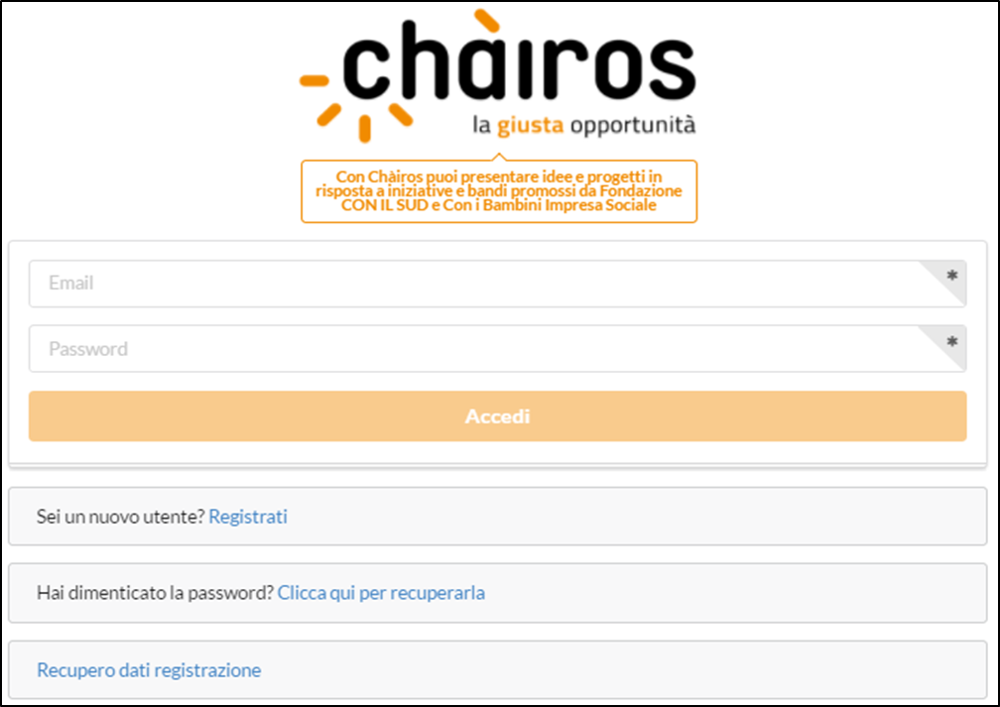 chàiros
la giusta opportunità
Con Chàiros puoi presentare idee e progetti in
risposta a iniziative e bandi promossi da Fondazione
CON IL SUD e Con i Bambini Impresa Sociale
Email *
Password *
Accedi
Sei un nuovo utente? Registrati
Hai dimenticato la password? Clicca qui per recuperarla
Recupero dati registrazione